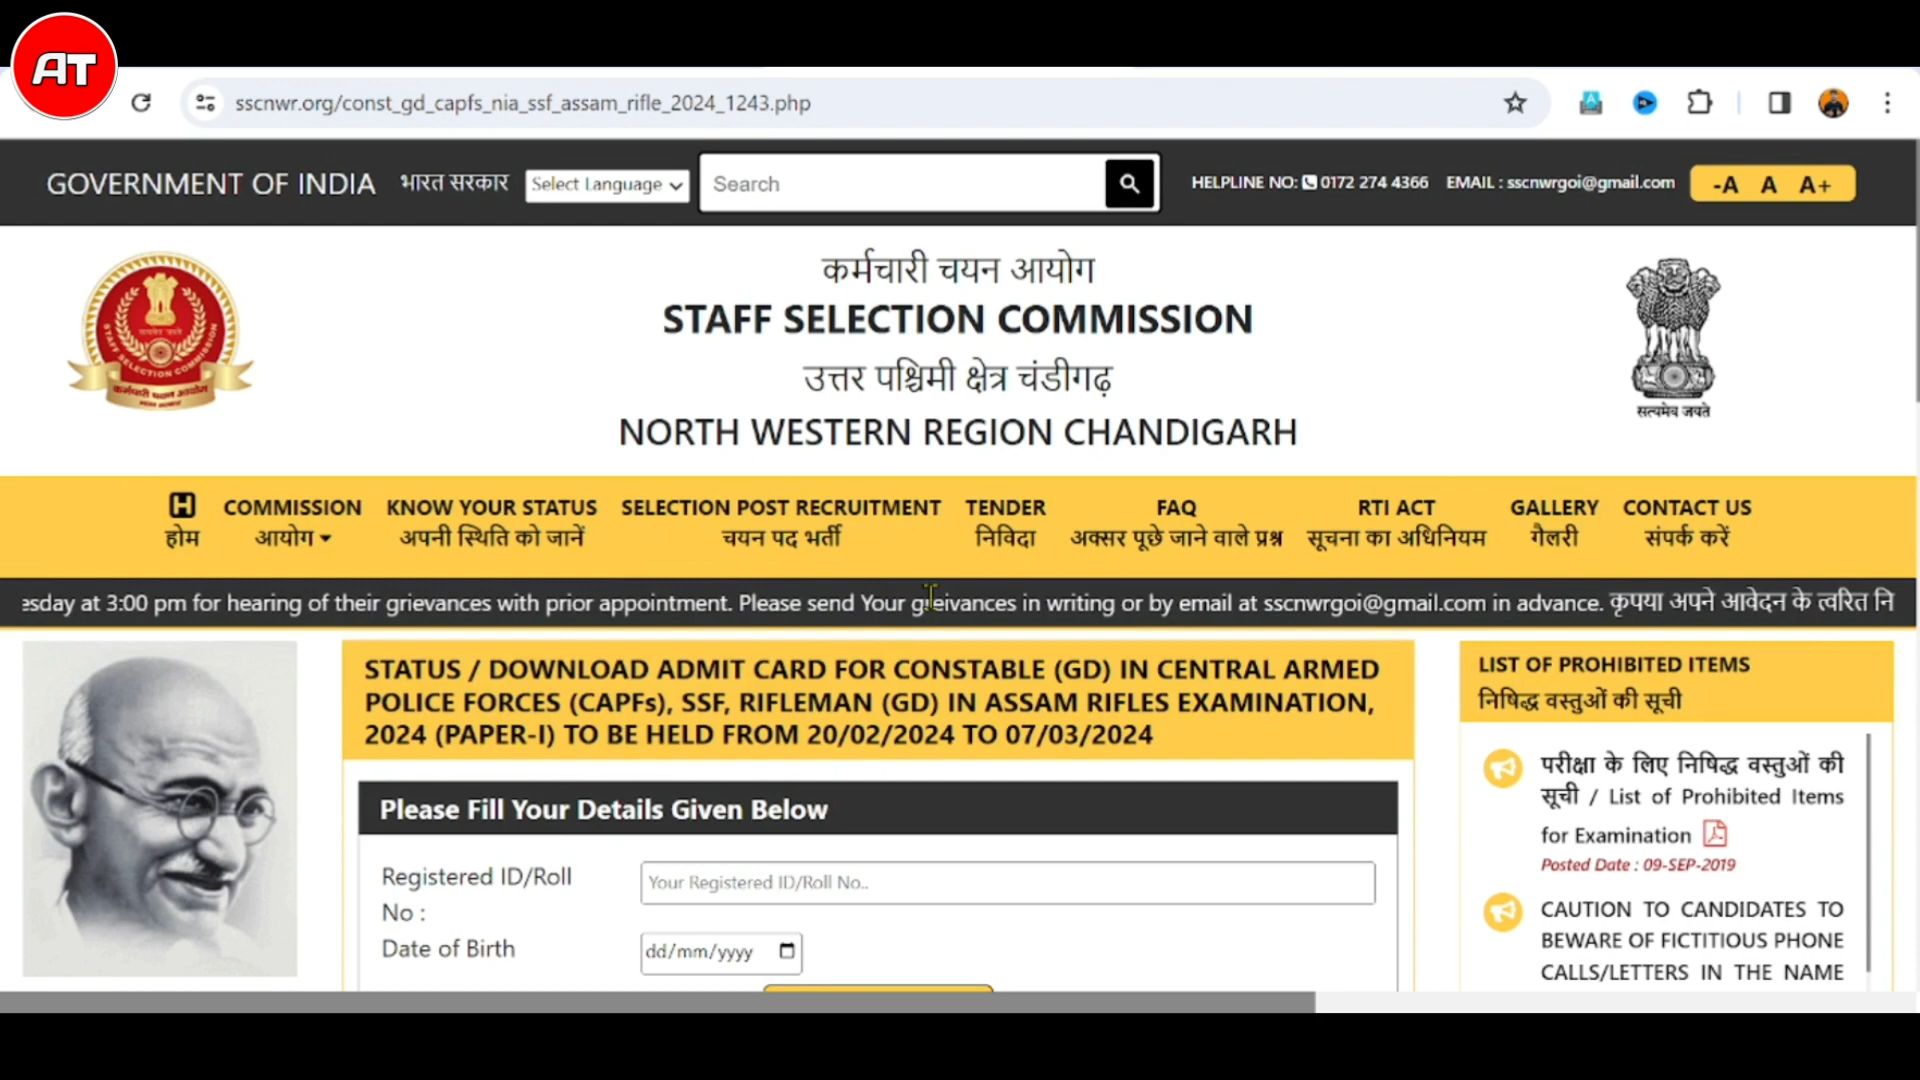 AT
sscnwr.org/const_gd_capfs_nia_ssf_assam_rifle_2024_1243.php
GOVERNMENT OF INDIA भारत सरकार Select Language Search HELPLINE NO: 0172 274 4366 EMAIL : sscnwrgoi@gmail.com -A A A+
कर्मचारी चयन आयोग
STAFF SELECTION COMMISSION
उत्तर पश्चिमी क्षेत्र चंडीगढ़
NORTH WESTERN REGION CHANDIGARH
STAFF SELECTION COMMISSION
कर्मचारी चयन आयोग
सत्यमेव जयते
H COMMISSION KNOW YOUR STATUS SELECTION POST RECRUITMENT TENDER FAQ RTI ACT GALLERY CONTACT US
होम आयोग अपनी स्थिति को जानें चयन पद भर्ती निविदा अक्सर पूछे जाने वाले प्रश्न सूचना का अधिनियम गैलरी संपर्क करें
esday at 3:00 pm for hearing of their grievances with prior appointment. Please send Your greivances in writing or by email at sscnwrgoi@gmail.com in advance. कृपया अपने आवेदन के त्वरित नि
STATUS / DOWNLOAD ADMIT CARD FOR CONSTABLE (GD) IN CENTRAL ARMED
POLICE FORCES (CAPFs), SSF, RIFLEMAN (GD) IN ASSAM RIFLES EXAMINATION,
2024 (PAPER-I) TO BE HELD FROM 20/02/2024 TO 07/03/2024
Please Fill Your Details Given Below
Registered ID/Roll
No :
Your Registered ID/Roll No..
Date of Birth
dd/mm/yyyy
LIST OF PROHIBITED ITEMS
निषिद्ध वस्तुओं की सूची
परीक्षा के लिए निषिद्ध वस्तुओं की
सूची / List of Prohibited Items
for Examination
Posted Date : 09-SEP-2019
CAUTION TO CANDIDATES TO
BEWARE OF FICTITIOUS PHONE
CALLS/LETTERS IN THE NAME